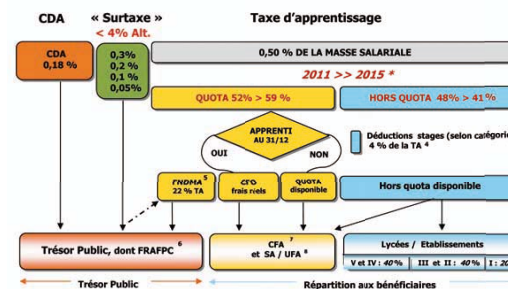 CDA
« Surtaxe »
< 4% Alt.
Taxe d'apprentissage
CDA
0,18 %
0,3%
0,2 %
0,1 %
0,05%
0,50 % DE LA MASSE SALARIALE
2011 >> 2015 *
QUOTA 52% > 59 %
HORS QUOTA 48% > 41%
APPRENTI
AU 31/12
OUI
NON
Déductions stages (selon catégorie
4 % de la TA 4
FNDMA 5
22 % TA
CFO
frais réels
QUOTA
disponible
Hors quota disponible
Trésor Public, dont FRAFPC 6
CFA 7
et SA / UFA 8
Lycées / Etablissements
V et IV : 40% III et II : 40% I : 20
Trésor Public
Répartition aux bénéficiaires